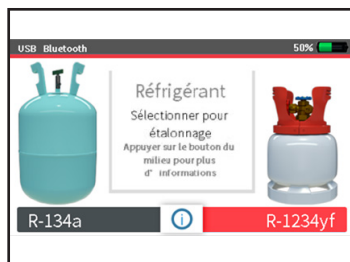 USB Bluetooth 50%
Réfrigérant
Sélectionner pour
étalonnage
Appuyer sur le bouton du
milieu pour plus
d' informations
R-134a R-1234yf